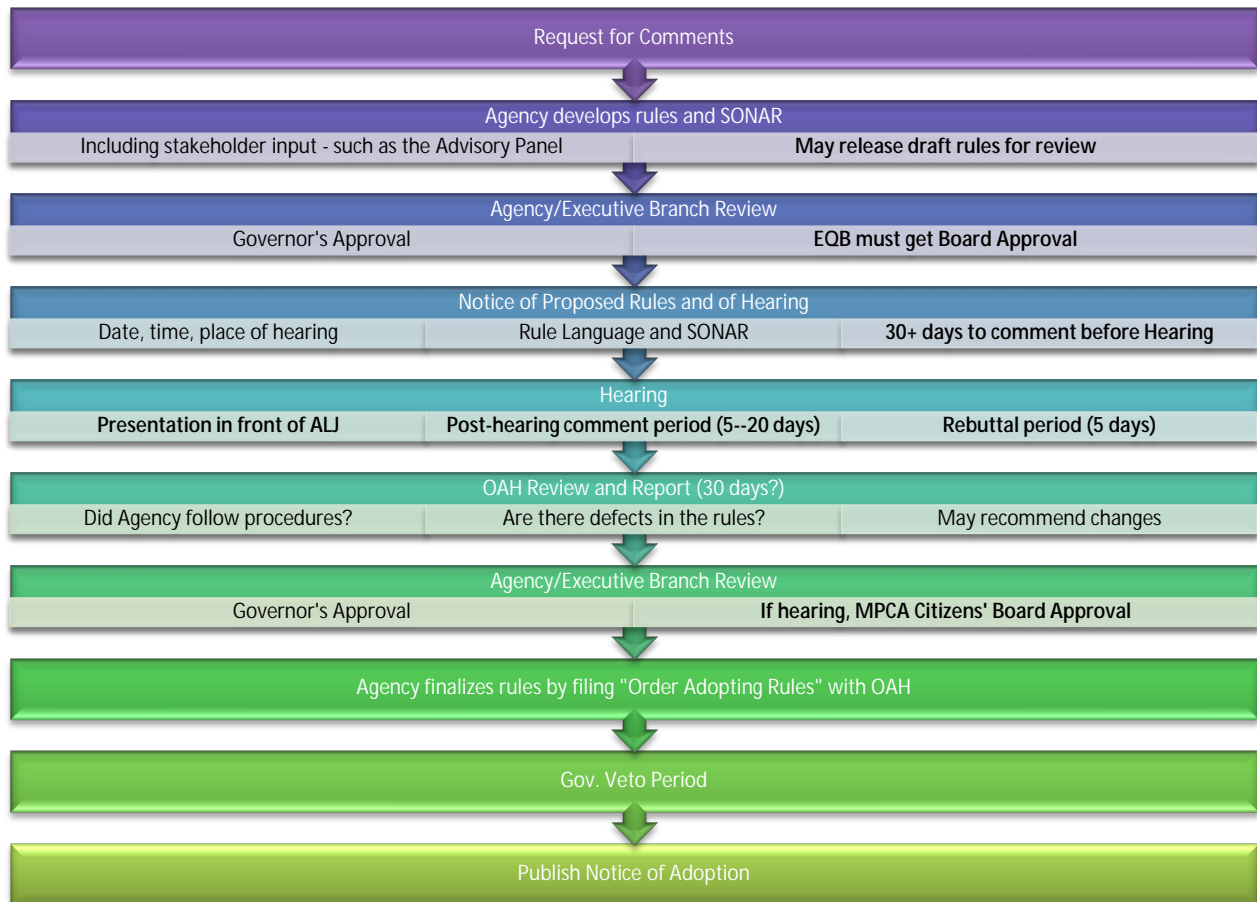 Request for Comments
Agency develops rules and SONAR
Including stakeholder input - such as the Advisory Panel
May release draft rules for review
Agency/Executive Branch Review
Governor's Approval
EQB must get Board Approval
Notice of Proposed Rules and of Hearing
Date, time, place of hearing
Rule Language and SONAR
30+ days to comment before Hearing
Hearing
Presentation in front of ALJ
Post-hearing comment period (5--20 days)
Rebuttal period (5 days)
OAH Review and Report (30 days?)
Did Agency follow procedures?
Are there defects in the rules?
May recommend changes
Agency/Executive Branch Review
Governor's Approval
If hearing, MPCA Citizens' Board Approval
Agency finalizes rules by filing "Order Adopting Rules" with OAH
Gov. Veto Period
Publish Notice of Adoption